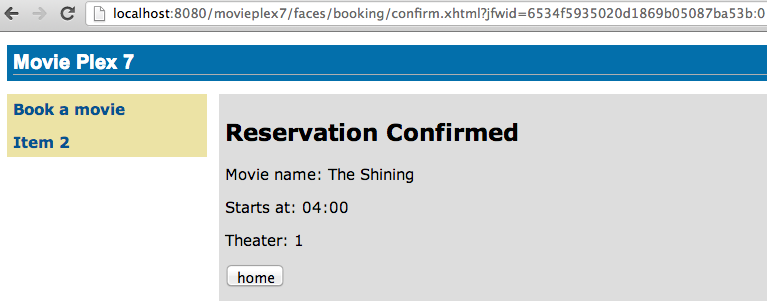 localhost:8080/movieplex7/faces/booking/confirm.xhtml?jfwid=6534f5935020d1869b05087ba53b:0
Movie Plex 7
Book a movie
Item 2
Reservation Confirmed
Movie name: The Shining
Starts at: 04:00
Theater: 1
home